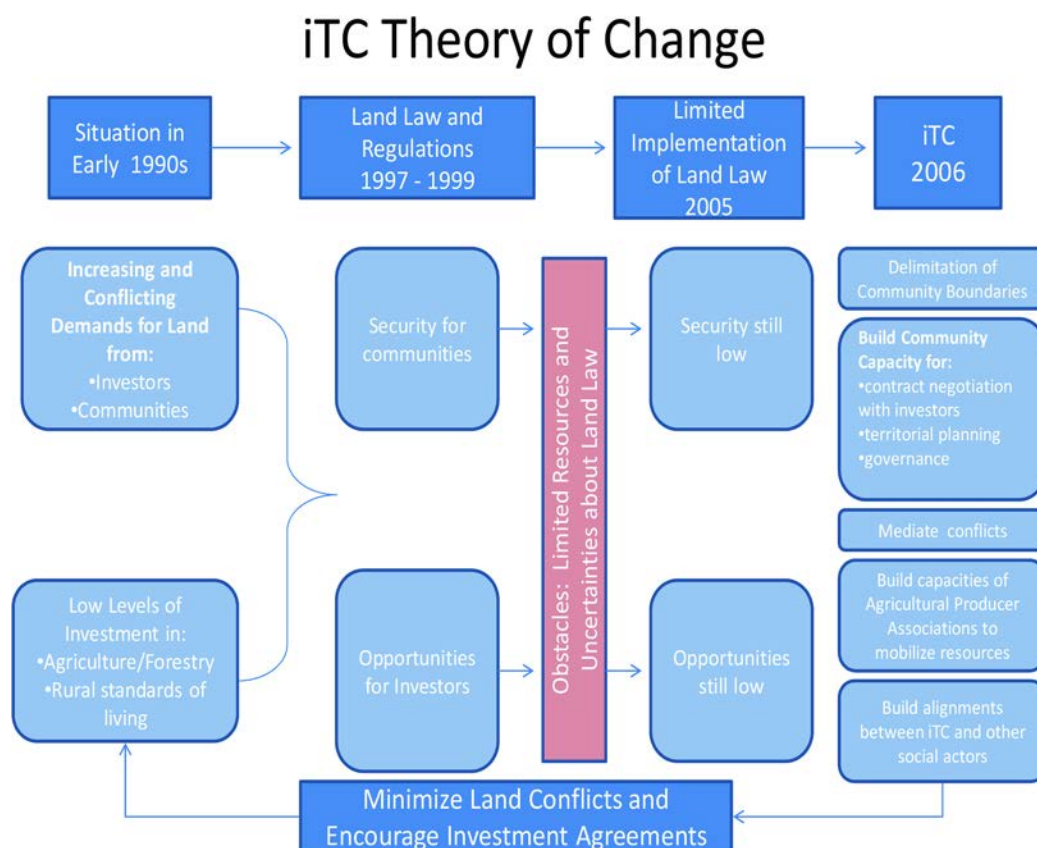 iTC Theory of Change
Situation in
Early 1990s
Land Law and
Regulations
1997 - 1999
Limited
Implementation
of Land Law
2005
iTC
2006
Increasing and
Conflicting
Demands for Land
from:
•Investors
•Communities
Low Levels of
Investment in:
•Agriculture/Forestry
•Rural standards of
living
Security for
communities
Opportunities
for Investors
Obstacles: Limited Resources and
Uncertainties about Land Law
Security still
low
Opportunities
still low
Delimitation of
Community Boundaries
Build Community
Capacity for:
•contract negotiation
with investors
•territorial planning
•governance
Mediate conflicts
Build capacities of
Agricultural Producer
Associations to
mobilize resources
Build alignments
between iTC and other
social actors
Minimize Land Conflicts and
Encourage Investment Agreements